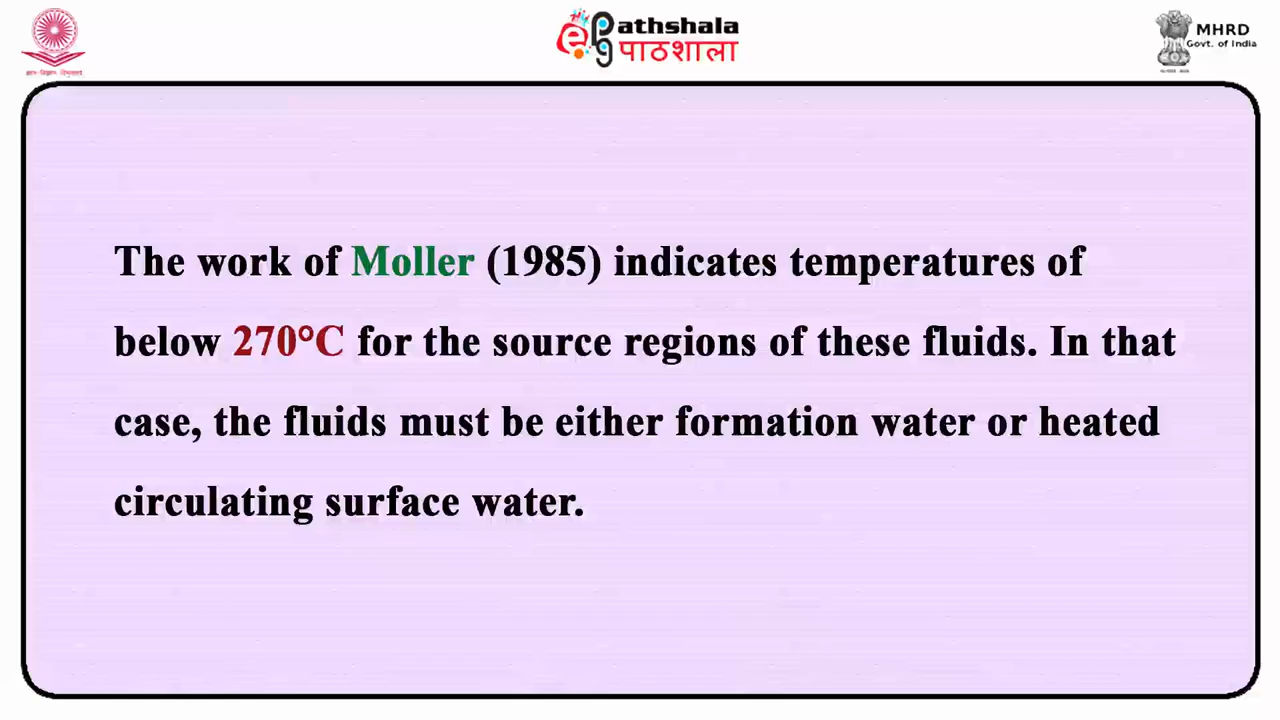 athshala
पाठशाला
MHRD
Govt. of India
The work of Moller (1985) indicates temperatures of
below 270°C for the source regions of these fluids. In that
case, the fluids must be either formation water or heated
circulating surface water.